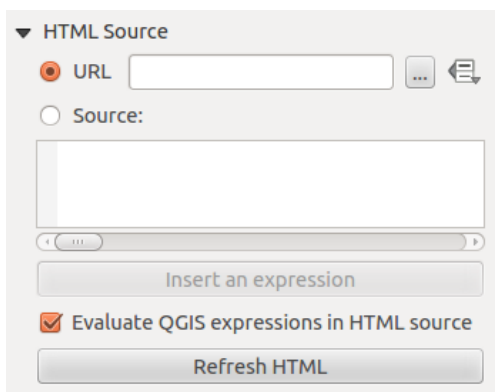 HTML Source
URL
...
Source:
Insert an expression
Evaluate QGIS expressions in HTML source
Refresh HTML